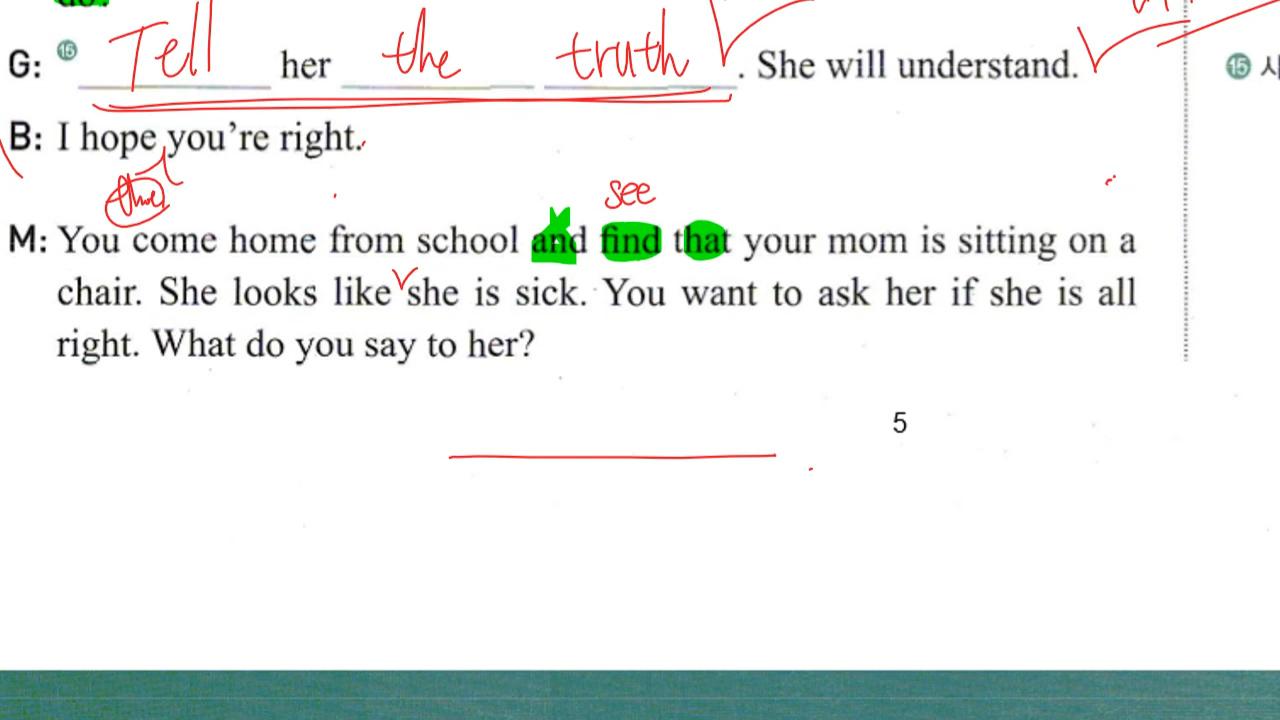 do.
G: ⑮ Tell her the truth. She will understand.
⑮ 시
B: I hope you're right.
that
see
M: You come home from school and find that your mom is sitting on a
chair. She looks like she is sick. You want to ask her if she is all
right. What do you say to her?
5